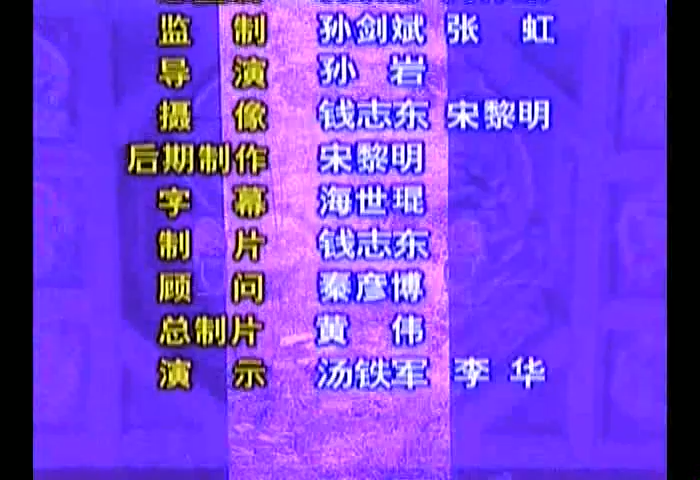 监 制 孙剑斌 张 虹
导 演 孙 岩
摄 像 钱志东 宋黎明
后期制作 宋黎明
字 幕 海世琨
制 片 钱志东
顾 问 秦彦博
总制片 黄 伟
演 示 汤铁军 李 华